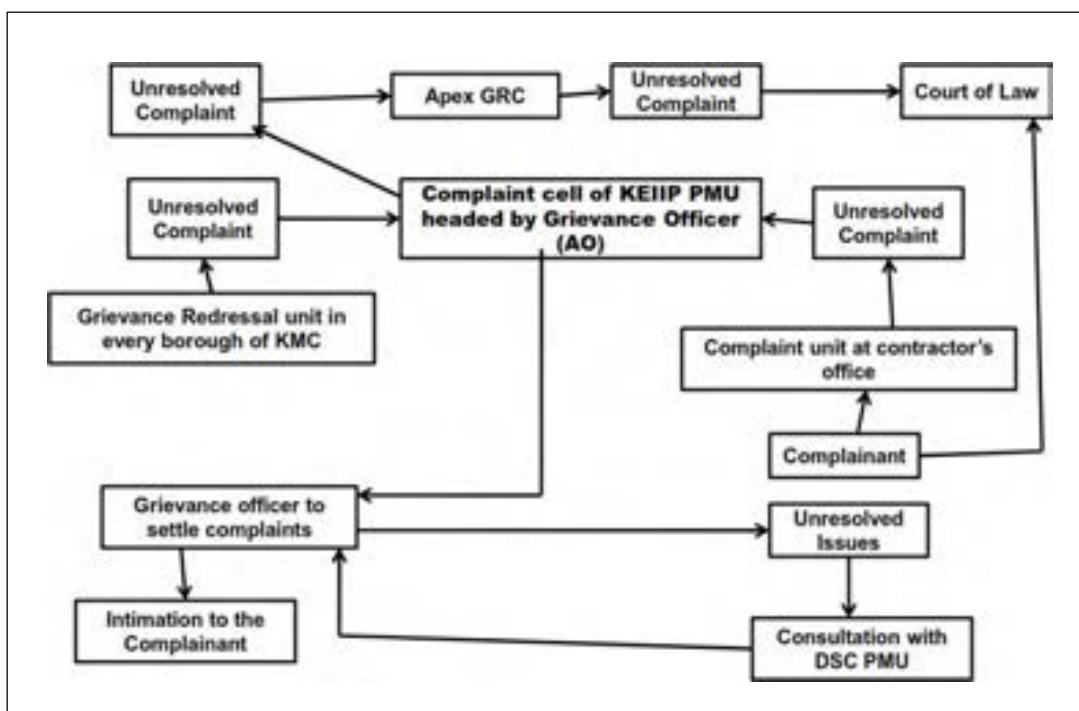 Unresolved
Complaint
Apex GRC
Unresolved
Complaint
Court of Law
Unresolved
Complaint
Complaint cell of KEIIP PMU
headed by Grievance Officer
(AO)
Unresolved
Complaint
Grievance Redressal unit in
every borough of KMC
Complaint unit at contractor's
office
Complainant
Grievance officer to
settle complaints
Unresolved
Issues
Intimation to the
Complainant
Consultation with
DSC PMU